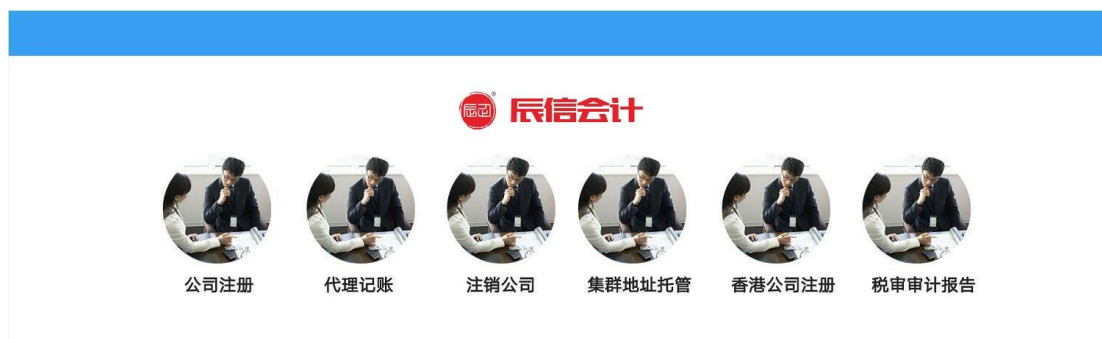 辰信会计
公司注册
代理记账
注销公司
集群地址托管
香港公司注册
税审审计报告